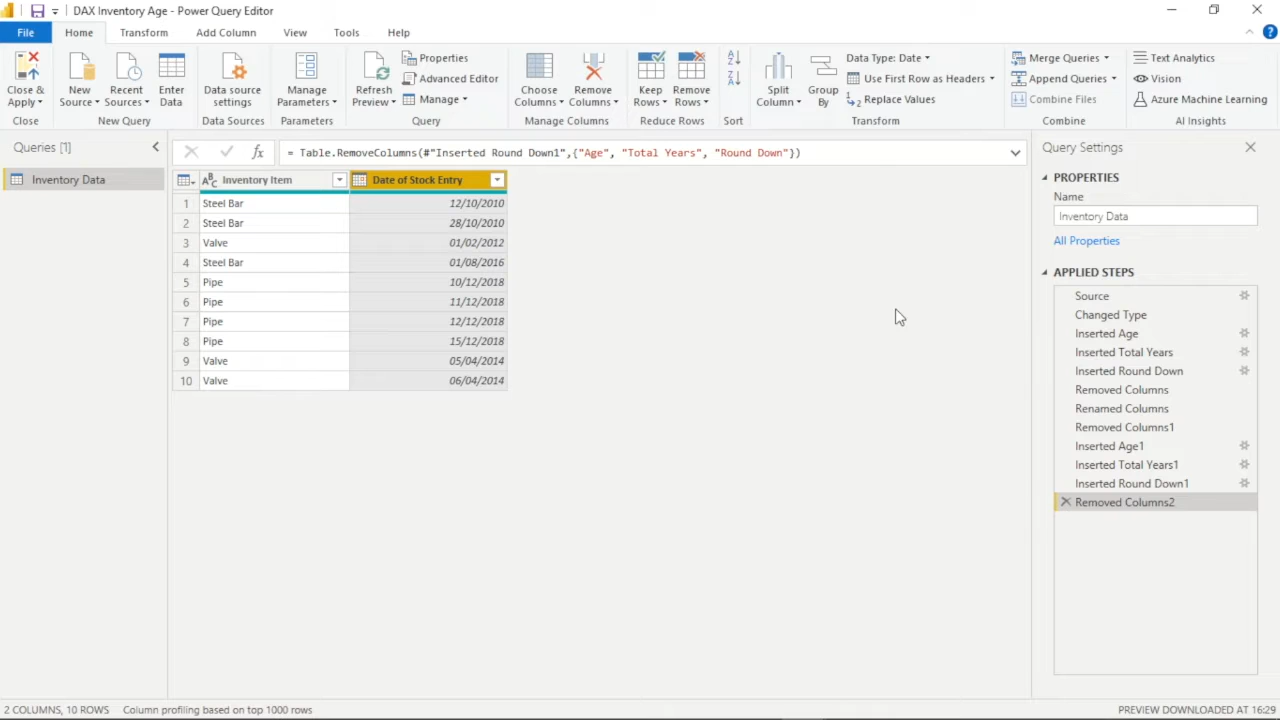 DAX Inventory Age - Power Query Editor
File Home Transform Add Column View Tools Help
Close & Apply
New Source
Recent Sources
Enter Data
Data source settings
Manage Parameters
Refresh Preview
Properties
Advanced Editor
Manage
Choose Columns
Remove Columns
Keep Rows
Remove Rows
Split Column
Group By
Data Type: Date
Use First Row as Headers
Replace Values
Merge Queries
Append Queries
Combine Files
Text Analytics
Vision
Azure Machine Learning
Close New Query Data Sources Parameters Query Manage Columns Reduce Rows Sort Transform Combine AI Insights
Queries [1]
Inventory Data
fx = Table.RemoveColumns(#"Inserted Round Down1",{"Age", "Total Years", "Round Down"})
ABC Inventory Item Date of Stock Entry
1 Steel Bar 12/10/2010
2 Steel Bar 28/10/2010
3 Valve 01/02/2012
4 Steel Bar 01/08/2016
5 Pipe 10/12/2018
6 Pipe 11/12/2018
7 Pipe 12/12/2018
8 Pipe 15/12/2018
9 Valve 05/04/2014
10 Valve 06/04/2014
Query Settings
PROPERTIES
Name
Inventory Data
All Properties
APPLIED STEPS
Source
Changed Type
Inserted Age
Inserted Total Years
Inserted Round Down
Removed Columns
Renamed Columns
Removed Columns1
Inserted Age1
Inserted Total Years1
Inserted Round Down1
Removed Columns2
2 COLUMNS, 10 ROWS Column profiling based on top 1000 rows PREVIEW DOWNLOADED AT 16:29